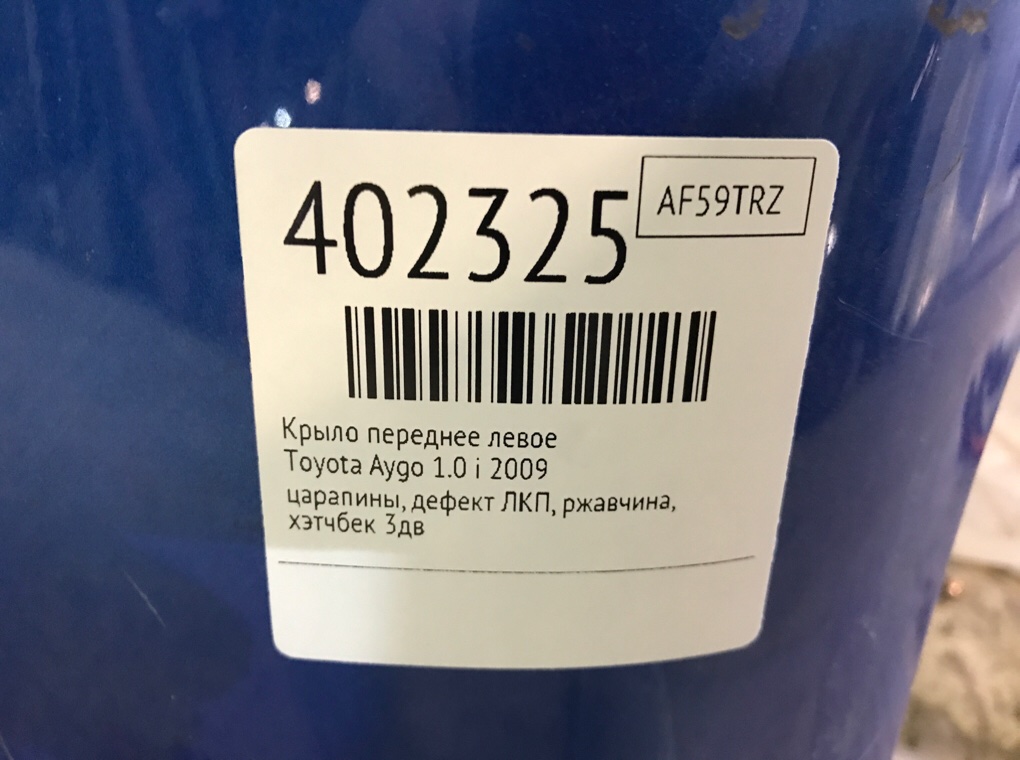 402325
AF59TRZ
Крыло переднее левое
Toyota Aygo 1.0 i 2009
царапины, дефект ЛКП, ржавчина,
хэтчбек 3дв